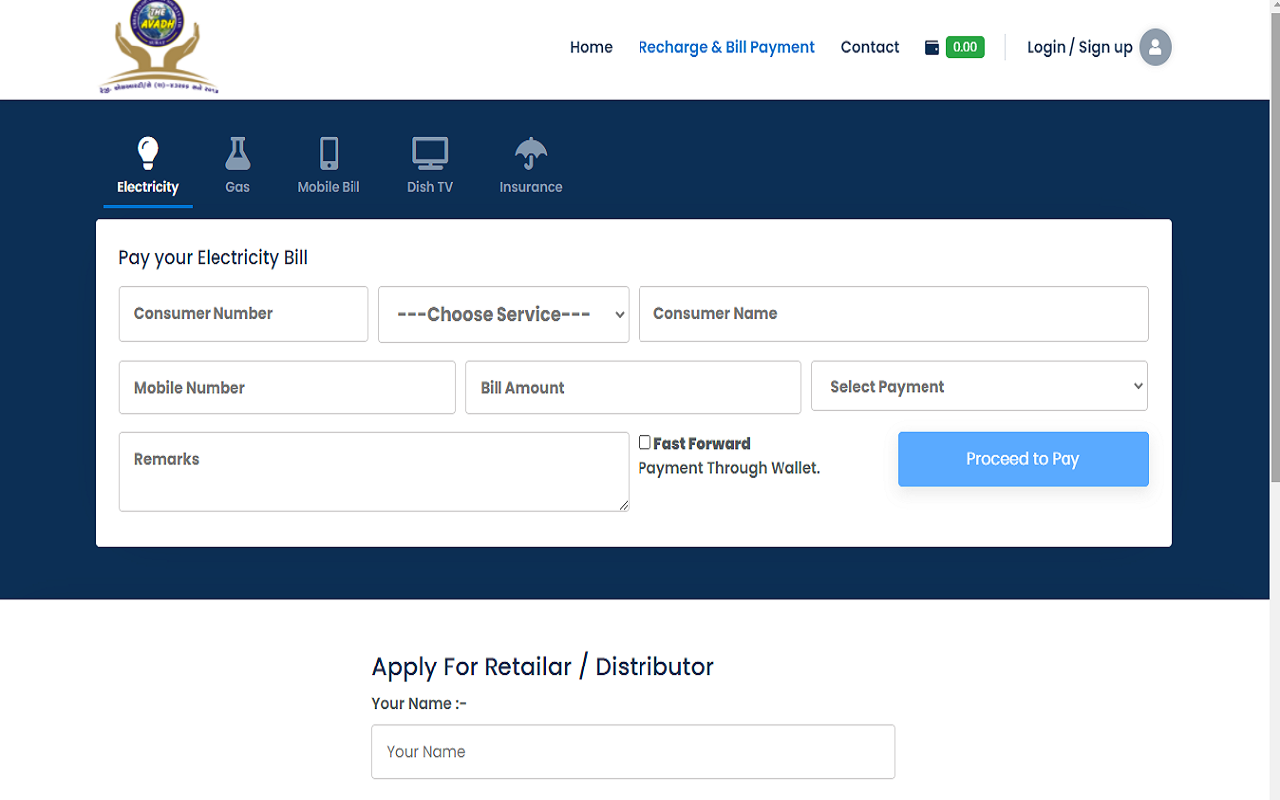 THE
AVADH
Home
Recharge & Bill Payment
Contact
0.00
Login / Sign up
Electricity
Gas
Mobile Bill
Dish TV
Insurance
Pay your Electricity Bill
Consumer Number
---Choose Service---
Consumer Name
Mobile Number
Bill Amount
Select Payment
Remarks
Fast Forward
Payment Through Wallet.
Proceed to Pay
Apply For Retailar / Distributor
Your Name :-
Your Name